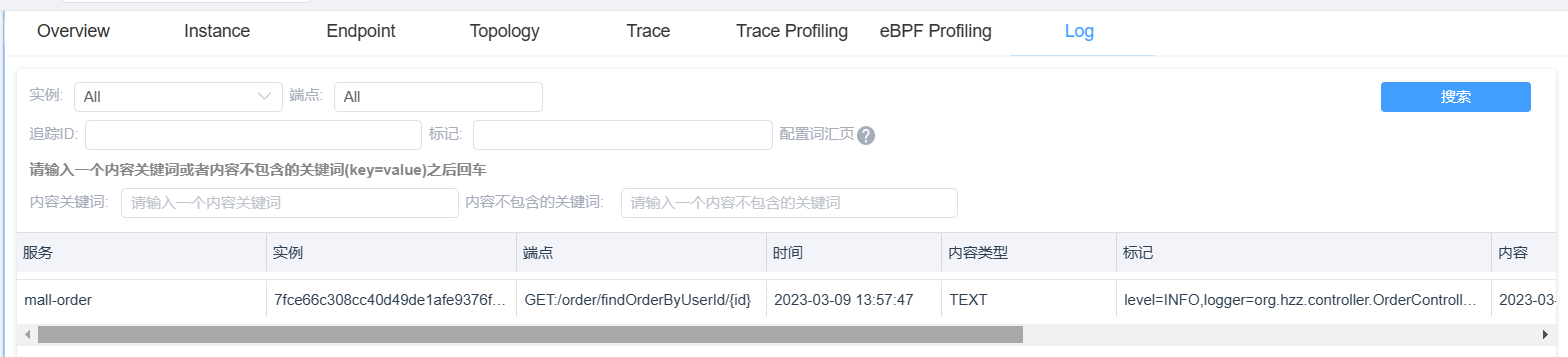 Overview Instance Endpoint Topology Trace Trace Profiling eBPF Profiling Log
实例: All 端点: All 搜索
追踪ID: 标记: 配置词汇页 ?
请输入一个内容关键词或者内容不包含的关键词(key=value)之后回车
内容关键词: 请输入一个内容关键词 内容不包含的关键词: 请输入一个内容不包含的关键词
服务 实例 端点 时间 内容类型 标记 内容
mall-order 7fce66c308cc40d49de1afe9376f... GET:/order/findOrderByUserId/{id} 2023-03-09 13:57:47 TEXT level=INFO,logger=org.hzz.controller.OrderControll... 2023-03-